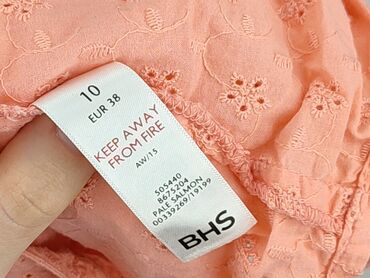 10
EUR 38
KEEP AWAY
FROM FIRE
AW/15
505440
B675204
PALE SALMON
00339269/19199
BHS